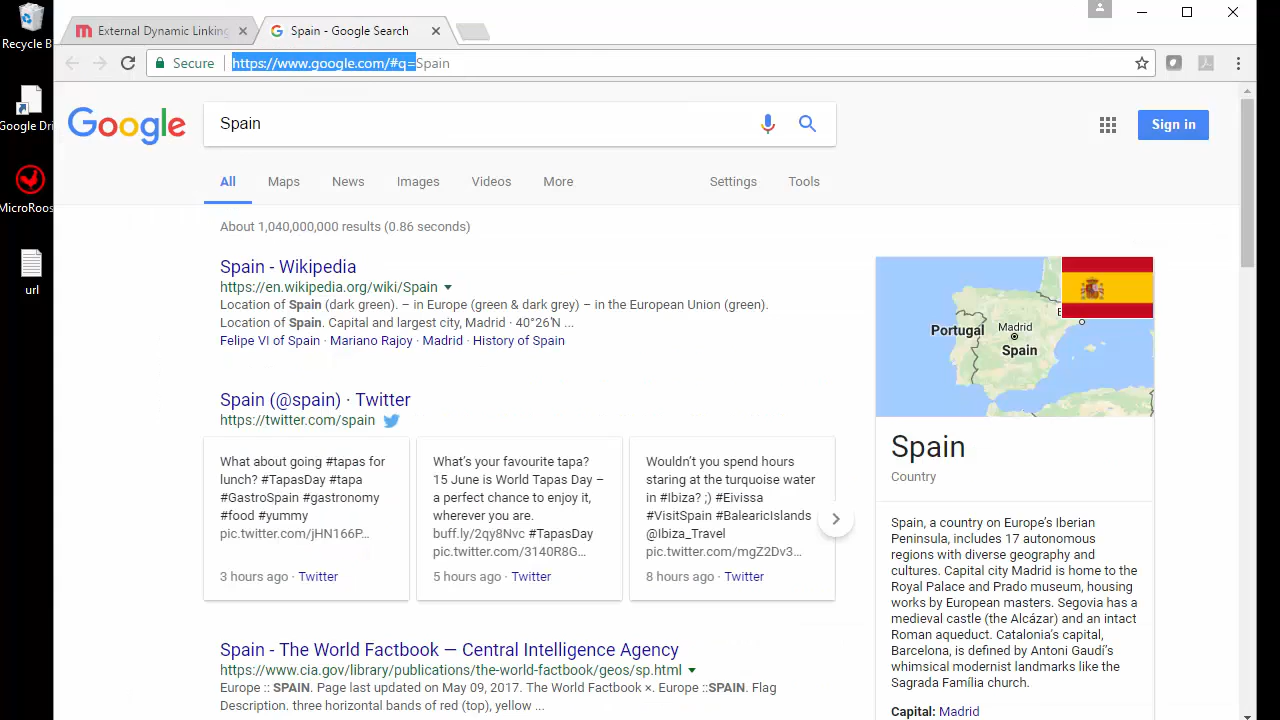 Recycle B
Google Dri
MicroRoos
url
External Dynamic Linking
Spain - Google Search
Secure
https://www.google.com/#q=Spain
Google
Spain
Sign in
All
Maps
News
Images
Videos
More
Settings
Tools
About 1,040,000,000 results (0.86 seconds)
Spain - Wikipedia
https://en.wikipedia.org/wiki/Spain
Location of Spain (dark green). – in Europe (green & dark grey) – in the European Union (green).
Location of Spain. Capital and largest city, Madrid · 40°26′N ...
Felipe VI of Spain · Mariano Rajoy · Madrid · History of Spain
Spain (@spain) · Twitter
https://twitter.com/spain
What about going #tapas for
lunch? #TapasDay #tapa
#GastroSpain #gastronomy
#food #yummy
pic.twitter.com/jHN166P...
3 hours ago · Twitter
What's your favourite tapa?
15 June is World Tapas Day –
a perfect chance to enjoy it,
wherever you are.
buff.ly/2qy8Nvc #TapasDay
pic.twitter.com/3140R8G...
5 hours ago · Twitter
Wouldn't you spend hours
staring at the turquoise water
in #Ibiza? ;) #Eivissa
#VisitSpain #BalearicIslands
@Ibiza_Travel
pic.twitter.com/mgZ2Dv3...
8 hours ago · Twitter
Spain - The World Factbook — Central Intelligence Agency
https://www.cia.gov/library/publications/the-world-factbook/geos/sp.html
Europe :: SPAIN. Page last updated on May 09, 2017. The World Factbook ×. Europe ::SPAIN. Flag
Description. three horizontal bands of red (top), yellow ...
Portugal
Madrid
Spain
Spain
Country
Spain, a country on Europe's Iberian
Peninsula, includes 17 autonomous
regions with diverse geography and
cultures. Capital city Madrid is home to the
Royal Palace and Prado museum, housing
works by European masters. Segovia has a
medieval castle (the Alcázar) and an intact
Roman aqueduct. Catalonia's capital,
Barcelona, is defined by Antoni Gaudí's
whimsical modernist landmarks like the
Sagrada Família church.
Capital: Madrid